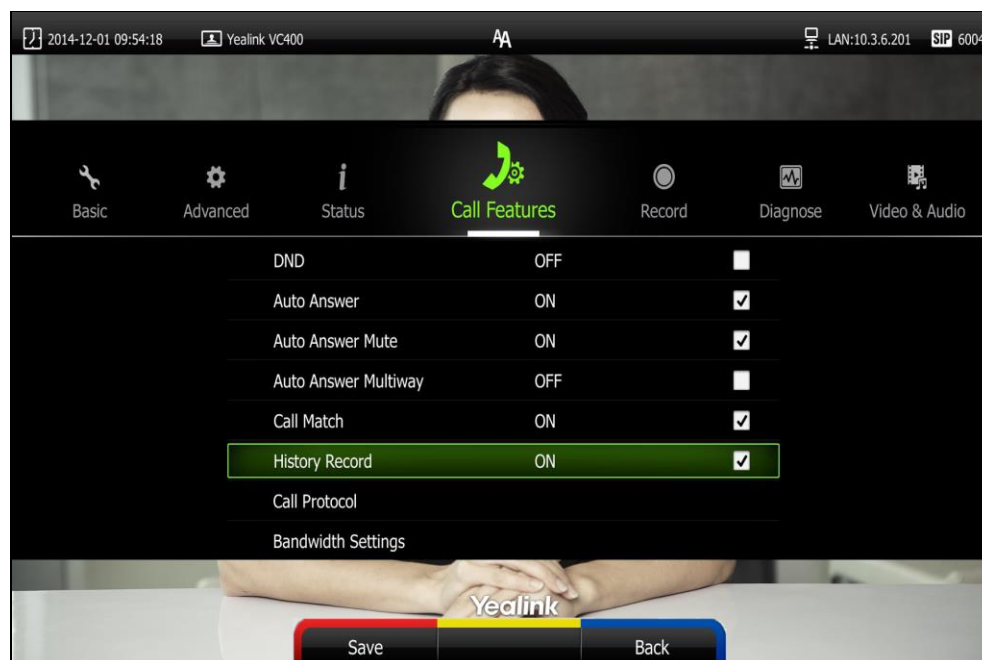 2014-12-01 09:54:18 Yealink VC400 AA LAN:10.3.6.201 SIP 6004
Basic Advanced Status Call Features Record Diagnose Video & Audio
DND OFF
Auto Answer ON
Auto Answer Mute ON
Auto Answer Multiway OFF
Call Match ON
History Record ON
Call Protocol
Bandwidth Settings
Yealink
Save Back